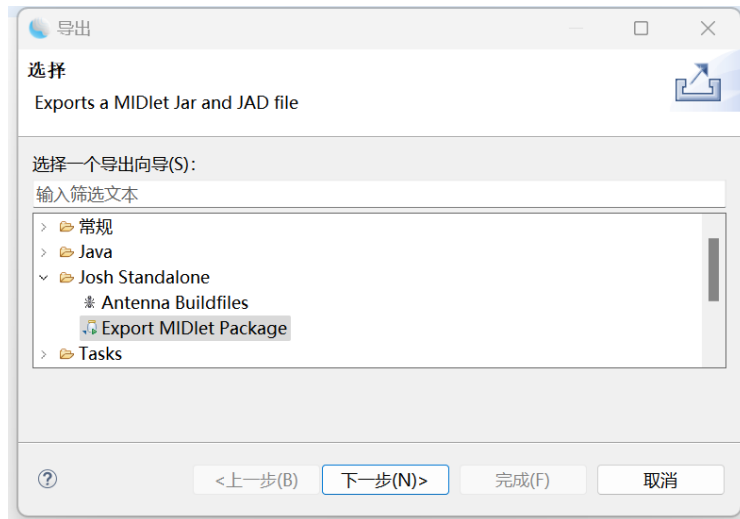 导出
选择
Exports a MIDlet Jar and JAD file
选择一个导出向导(S):
输入筛选文本
常规
Java
Josh Standalone
Antenna Buildfiles
Export MIDlet Package
Tasks
<上一步(B) 下一步(N)> 完成(F) 取消